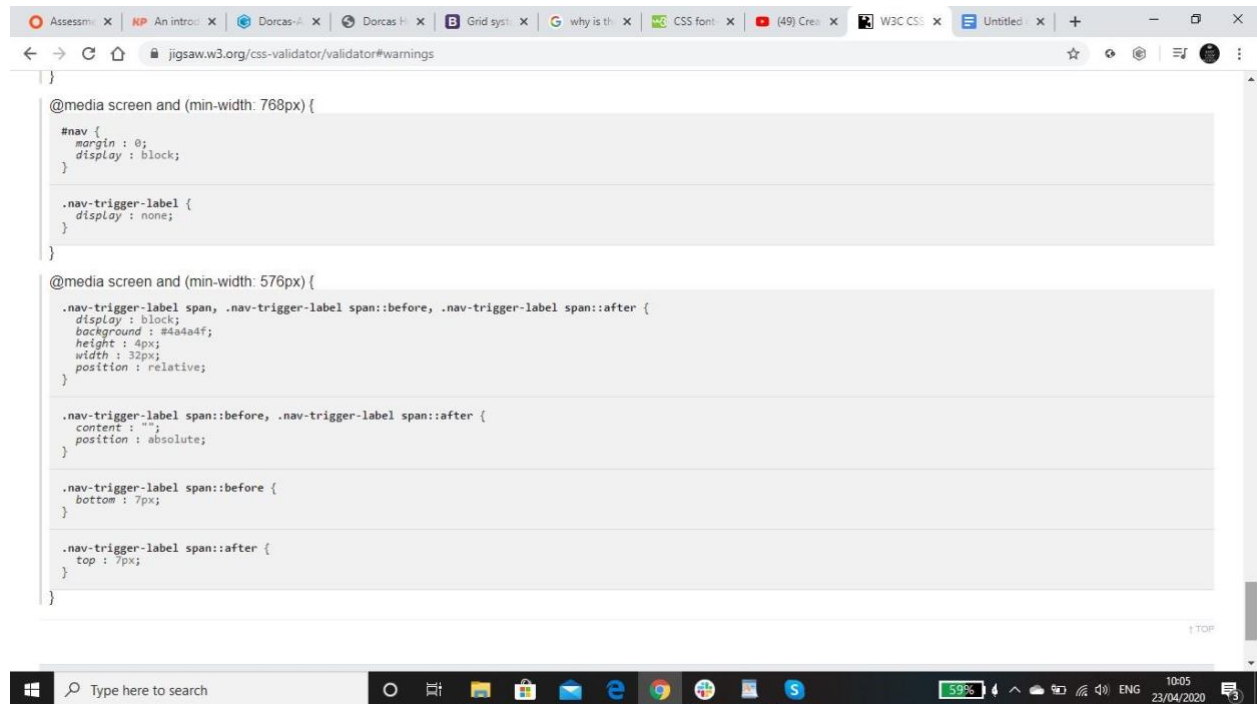 Assessm
NP An introd
Dorcas-A
Dorcas H
B Grid syst
G why is th
CSS font-
(49) Crea
W3C CSS
Untitled
jigsaw.w3.org/css-validator/validator#warnings
}
@media screen and (min-width: 768px) {
#nav {
margin : 0;
display : block;
}
.nav-trigger-label {
display : none;
}
}
@media screen and (min-width: 576px) {
.nav-trigger-label span, .nav-trigger-label span::before, .nav-trigger-label span::after {
display : block;
background : #4a4a4f;
height : 4px;
width : 32px;
position : relative;
}
.nav-trigger-label span::before, .nav-trigger-label span::after {
content : "";
position : absolute;
}
.nav-trigger-label span::before {
bottom : 7px;
}
.nav-trigger-label span::after {
top : 7px;
}
}
↑ TOP
Type here to search
59%
ENG
10:05
23/04/2020
3